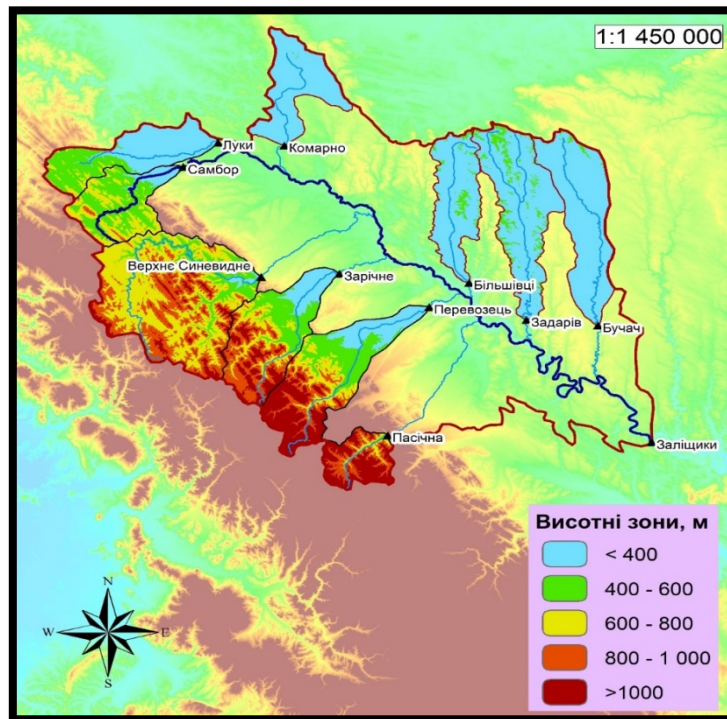 1:1 450 000
Луки
Комарно
Самбор
Верхнє Синевидне
Зарічне
Більшівці
Перевозець
Задарів
Бучач
Пасічна
Заліщики
Висотні зони, м
< 400
400 - 600
600 - 800
800 - 1 000
>1000
N
W
E
S